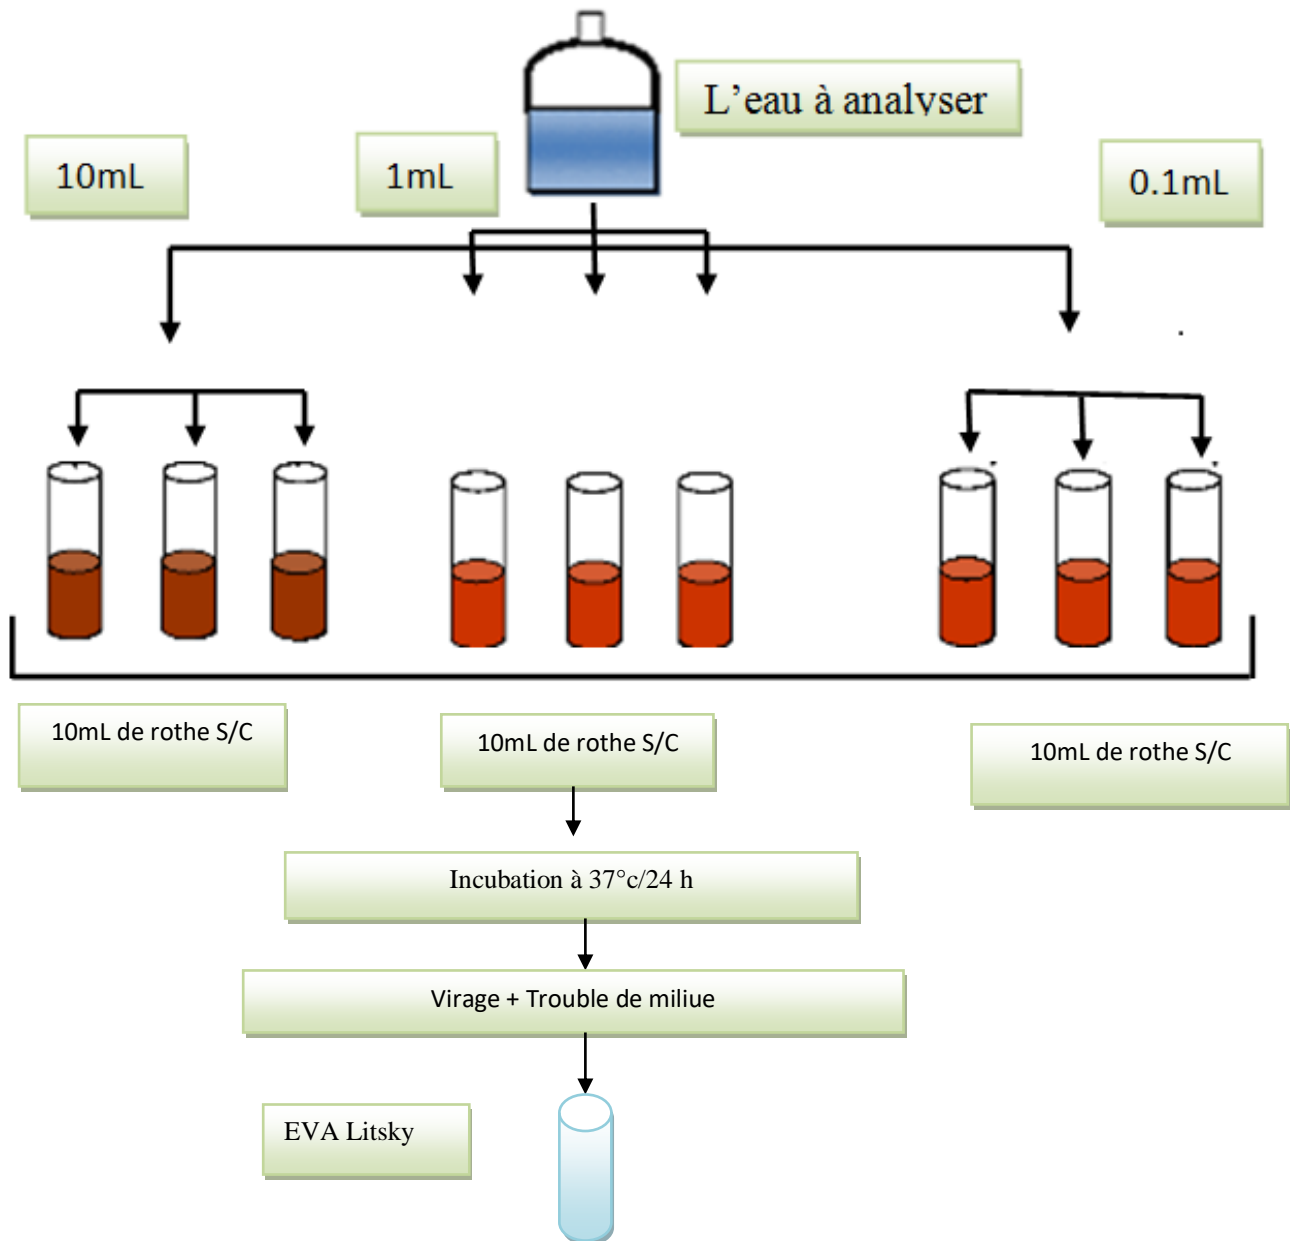 L'eau à analyser
10mL
1mL
0.1mL
10mL de rothe S/C
10mL de rothe S/C
10mL de rothe S/C
Incubation à 37°c/24 h
Virage + Trouble de miliue
EVA Litsky